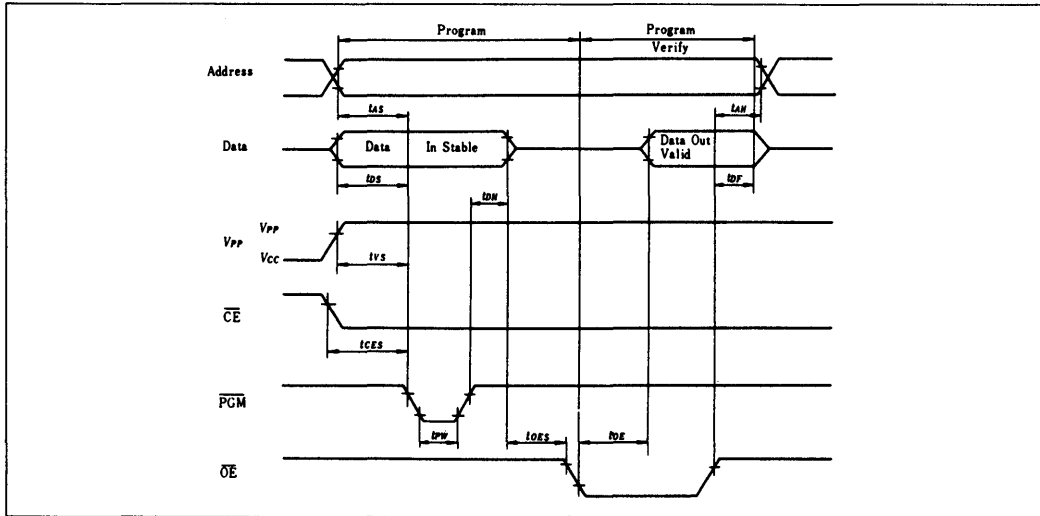 Program
Program
Verify
Address
tAS
tAH
Data
Data In Stable
Data Out
Valid
tDS
tDH
tDF
VPP
VPP
VCC
tVS
CE
tCES
PGM
tPW
tOES
tOE
OE